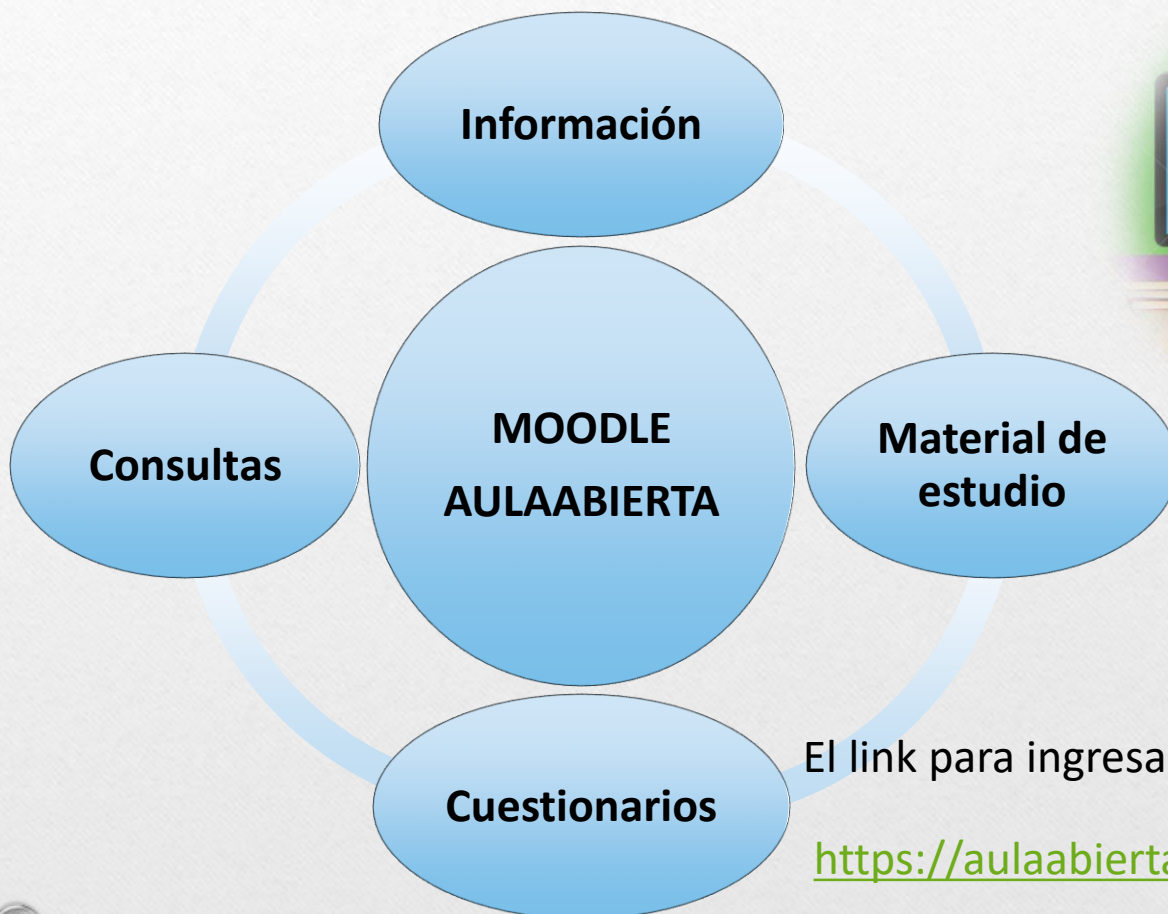 Información
Consultas
MOODLE
AULAABIERTA
Material de
estudio
Cuestionarios
El link para ingresa
https://aulaabierta